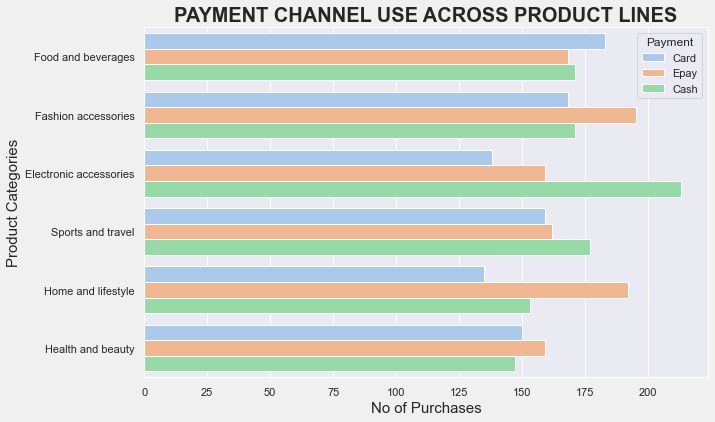 PAYMENT CHANNEL USE ACROSS PRODUCT LINES
Payment
Card
Epay
Cash
Product Categories
Food and beverages
Fashion accessories
Electronic accessories
Sports and travel
Home and lifestyle
Health and beauty
0 25 50 75 100 125 150 175 200
No of Purchases